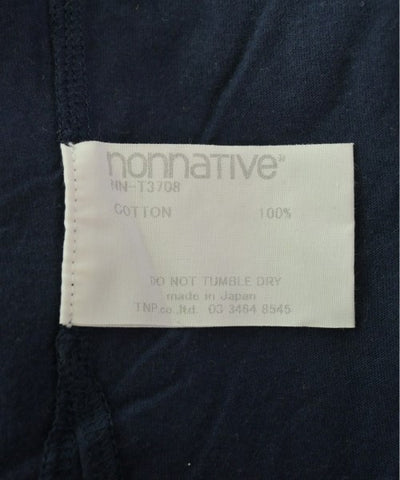 nonnative®
NN-T3708
COTTON 100%
DO NOT TUMBLE DRY
made in Japan
TNP.co.,ltd. 03 3464 8545